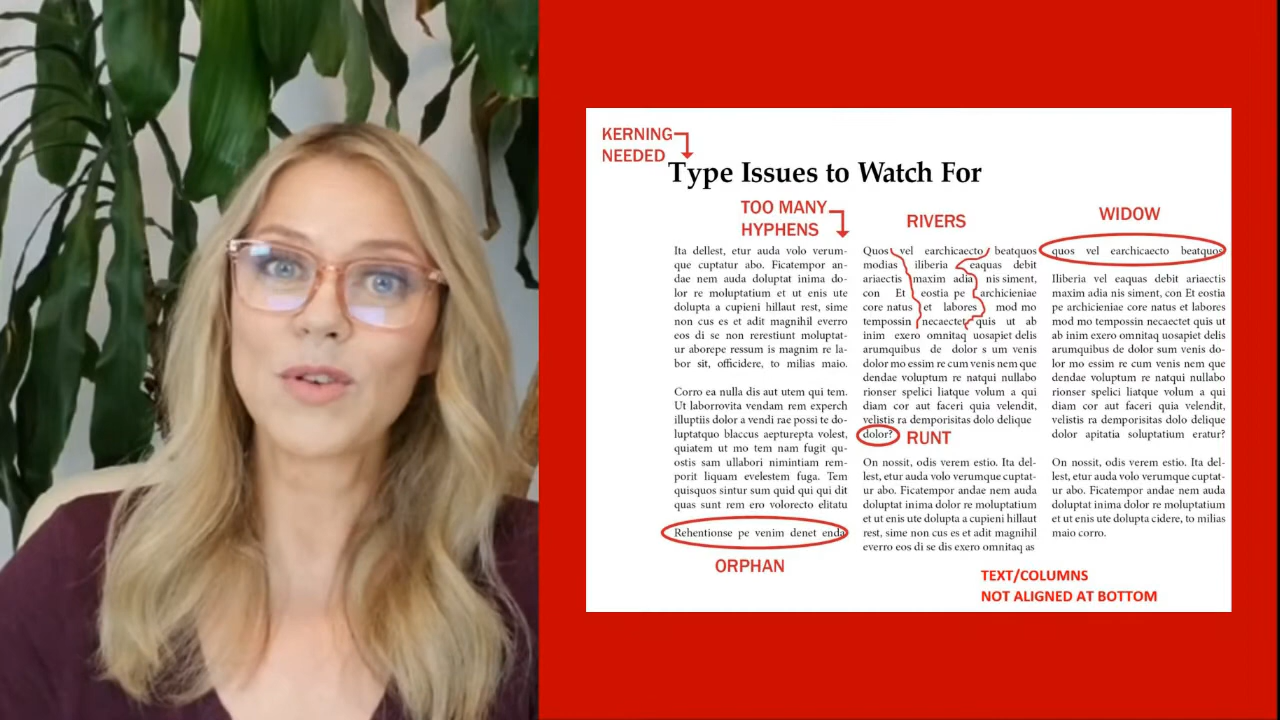 KERNING
NEEDED
Type Issues to Watch For
TOO MANY
HYPHENS
Ita dellest, etur auda volo verum-
que cuptatur abo. Ficatempor an-
dae nem auda doluptat inima do-
lor re moluptatium et ut enis ute
dolupta a cupieni hillaut rest, sime
non cus es et adit magnihil everro
eos di se non rerestiunt moluptat-
ur aborepe ressum is magnim re la-
bor sit, officidere, to milias maio.
Corro ea nulla dis aut utem qui tem.
Ut laborrovita vendam rem experch
illuptiis dolor a vendi rae possi te do-
luptatquo blaccus aepturepta volest,
quiatem ut mo tem nam fugit qu-
ostis sam ullabori nimintiam rem-
porit liquam evelestem fuga. Tem
quisquos sintur sum quid qui qui dit
quas sunt rem ero volorecto elitatu
Rehentionse pe venim denet enda
ORPHAN
RIVERS
Quos vel earchicaecto beatquos
modias iliberia eaquas debit
ariaectis maxim adia nis siment,
con Et eostia pe archicieniae
core natus et labores mod mo
tempossin necaectet quis ut ab
inim exero omnitaq uosapiet delis
arumquibus de dolor s um venis
dolor mo essim re cum venis nem que
dendae voluptum re natqui nullabo
rionser spelici liatque volum a qui
diam cor aut faceri quia velendit,
velistis ra demporisitas dolo delique
dolor?
RUNT
On nossit, odis verem estio. Ita del-
lest, etur auda volo verumque cuptat-
ur abo. Ficatempor andae nem auda
doluptat inima dolor re moluptatium
et ut enis ute dolupta a cupieni hillaut
rest, sime non cus es et adit magnihil
everro eos di se dis exero omnitaq as
WIDOW
quos vel earchicaecto beatquos
Iliberia vel eaquas debit ariaectis
maxim adia nis siment, con Et eostia
pe archicieniae core natus et labores
mod mo tempossin necaectet quis ut
ab inim exero omnitaq uosapiet delis
arumquibus de dolor sum venis do-
lor mo essim re cum venis nem que
dendae voluptum re natqui nullabo
rionser spelici liatque volum a qui
diam cor aut faceri quia velendit,
velistis ra demporisitas dolo delique
dolor apitatia soluptatium eratur?
On nossit, odis verem estio. Ita del-
lest, etur auda volo verumque cuptat-
ur abo. Ficatempor andae nem auda
doluptat inima dolor re moluptatium
et ut enis ute dolupta cidere, to milias
maio corro.
TEXT/COLUMNS
NOT ALIGNED AT BOTTOM